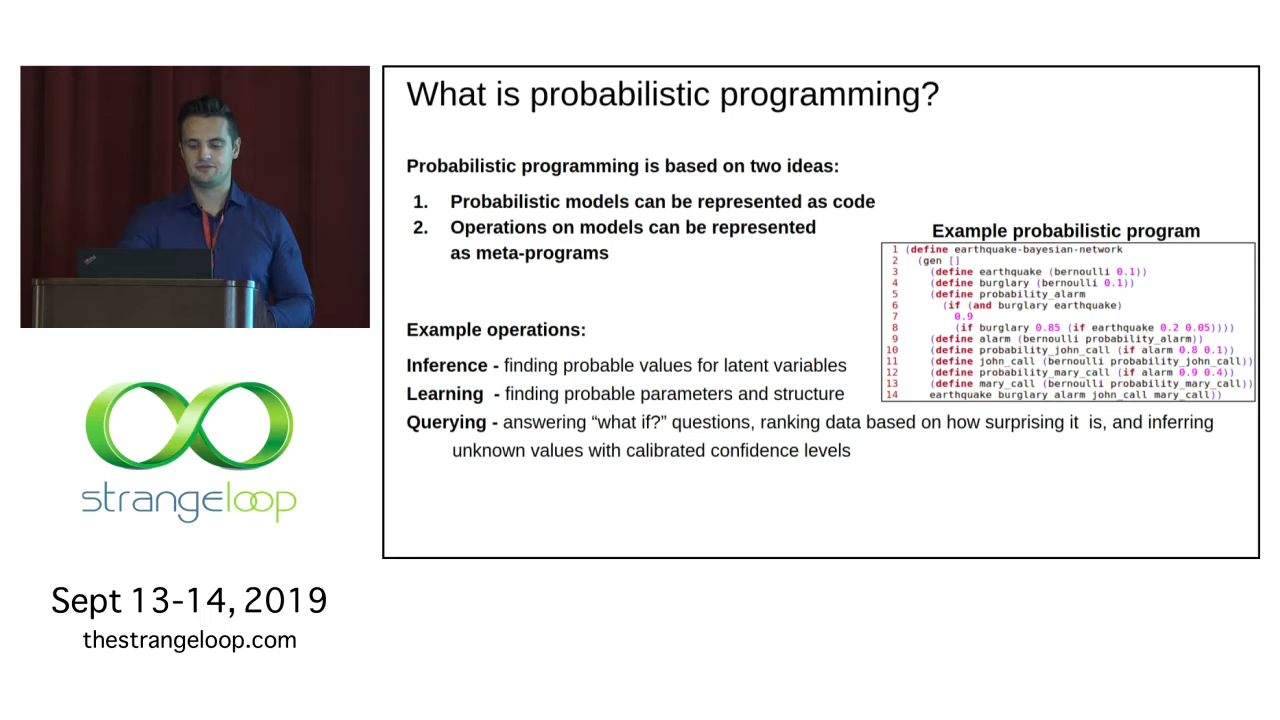 What is probabilistic programming?
Probabilistic programming is based on two ideas:
1. Probabilistic models can be represented as code
2. Operations on models can be represented
as meta-programs
Example operations:
Inference - finding probable values for latent variables
Learning - finding probable parameters and structure
Querying - answering “what if?” questions, ranking data based on how surprising it is, and inferring
unknown values with calibrated confidence levels
Example probabilistic program
1 (define earthquake-bayesian-network
2 (gen []
3 (define earthquake (bernoulli 0.1))
4 (define burglary (bernoulli 0.1))
5 (define probability_alarm
6 (if (and burglary earthquake)
7 0.9
8 (if burglary 0.85 (if earthquake 0.2 0.05))))
9 (define alarm (bernoulli probability_alarm))
10 (define probability_john_call (if alarm 0.8 0.1))
11 (define john_call (bernoulli probability_john_call))
12 (define probability_mary_call (if alarm 0.9 0.4))
13 (define mary_call (bernoulli probability_mary_call))
14 earthquake burglary alarm john_call mary_call))
strangeloop
Sept 13-14, 2019
thestrangeloop.com